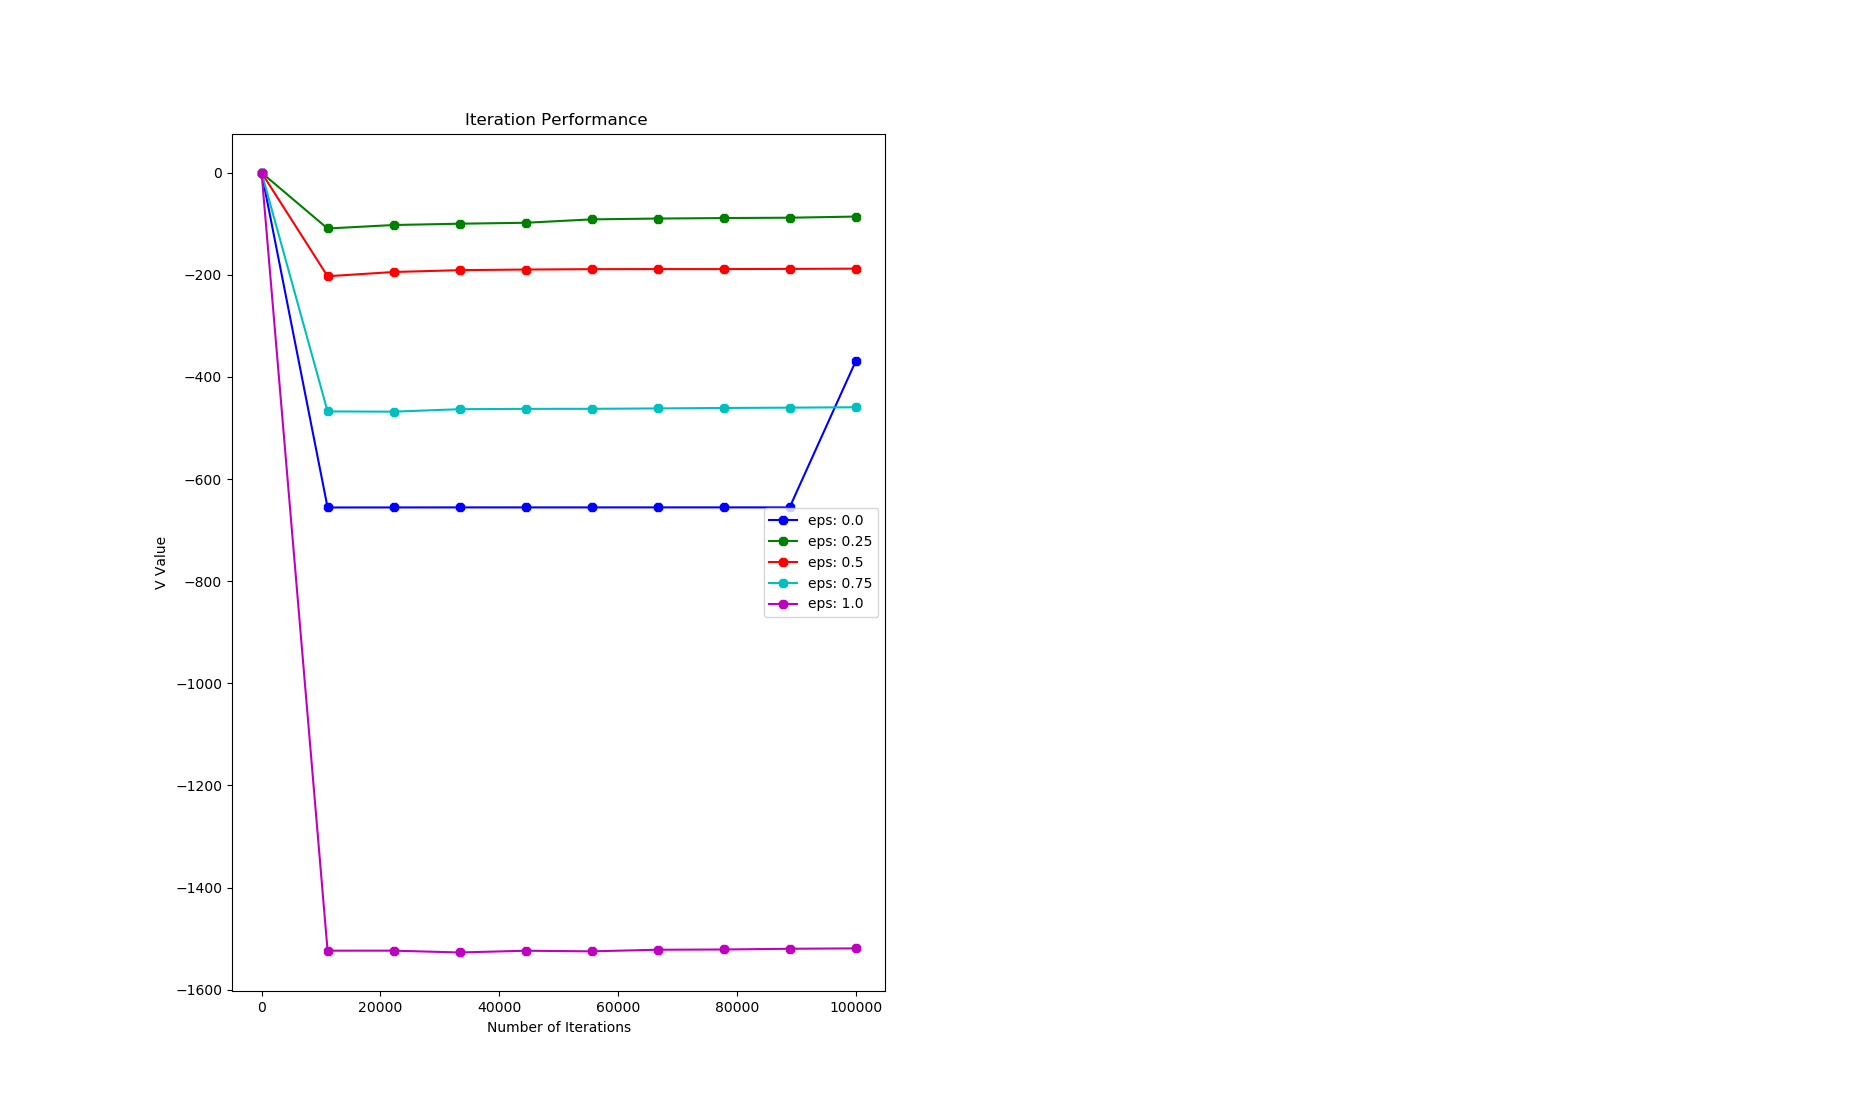 Iteration Performance
0
−200
−400
−600
−800
−1000
−1200
−1400
−1600
V Value
eps: 0.0
eps: 0.25
eps: 0.5
eps: 0.75
eps: 1.0
0 20000 40000 60000 80000 100000
Number of Iterations